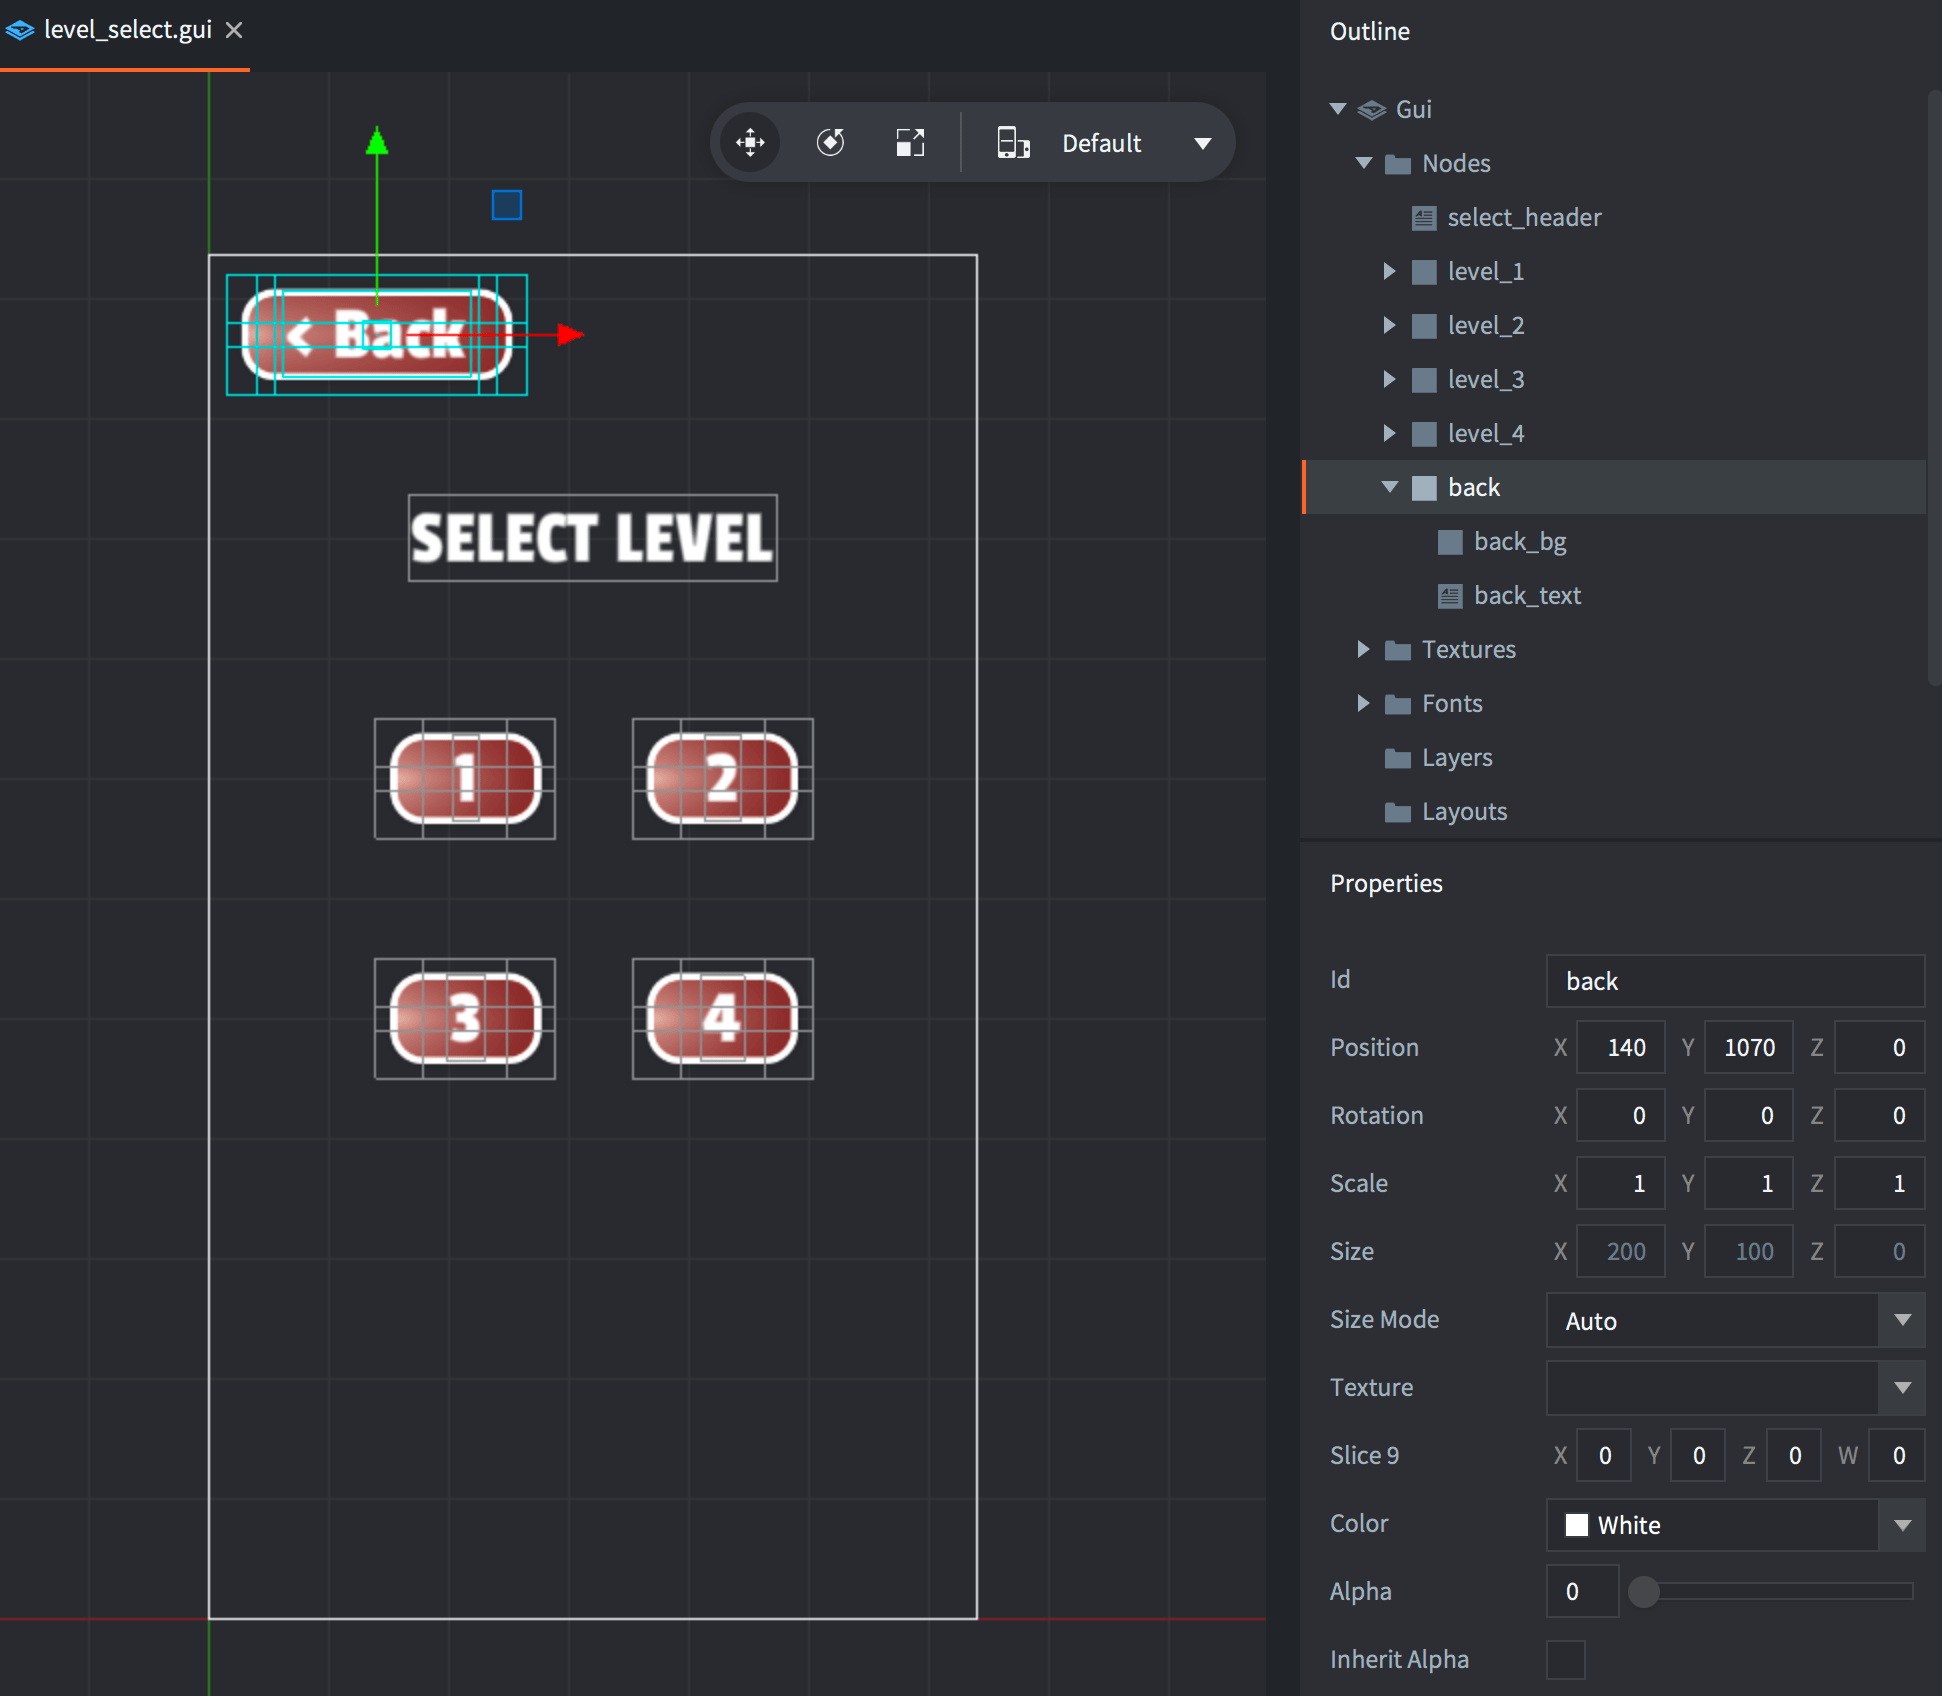 level_select.gui
Default
< Back
SELECT LEVEL
1 2
3 4
Outline
Gui
Nodes
select_header
level_1
level_2
level_3
level_4
back
back_bg
back_text
Textures
Fonts
Layers
Layouts
Properties
Id back
Position X 140 Y 1070 Z 0
Rotation X 0 Y 0 Z 0
Scale X 1 Y 1 Z 1
Size X 200 Y 100 Z 0
Size Mode Auto
Texture
Slice 9 X 0 Y 0 Z 0 W 0
Color White
Alpha 0
Inherit Alpha